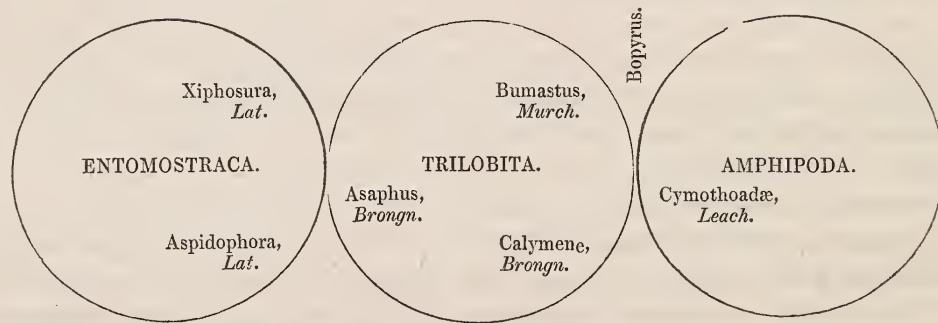 Bopyrus.
Xiphosura,
Lat.
ENTOMOSTRACA.
Aspidophora,
Lat.
Bumastus,
Murch.
TRILOBITA.
Asaphus,
Brongn.
Calymene,
Brongn.
AMPHIPODA.
Cymothoadæ,
Leach.